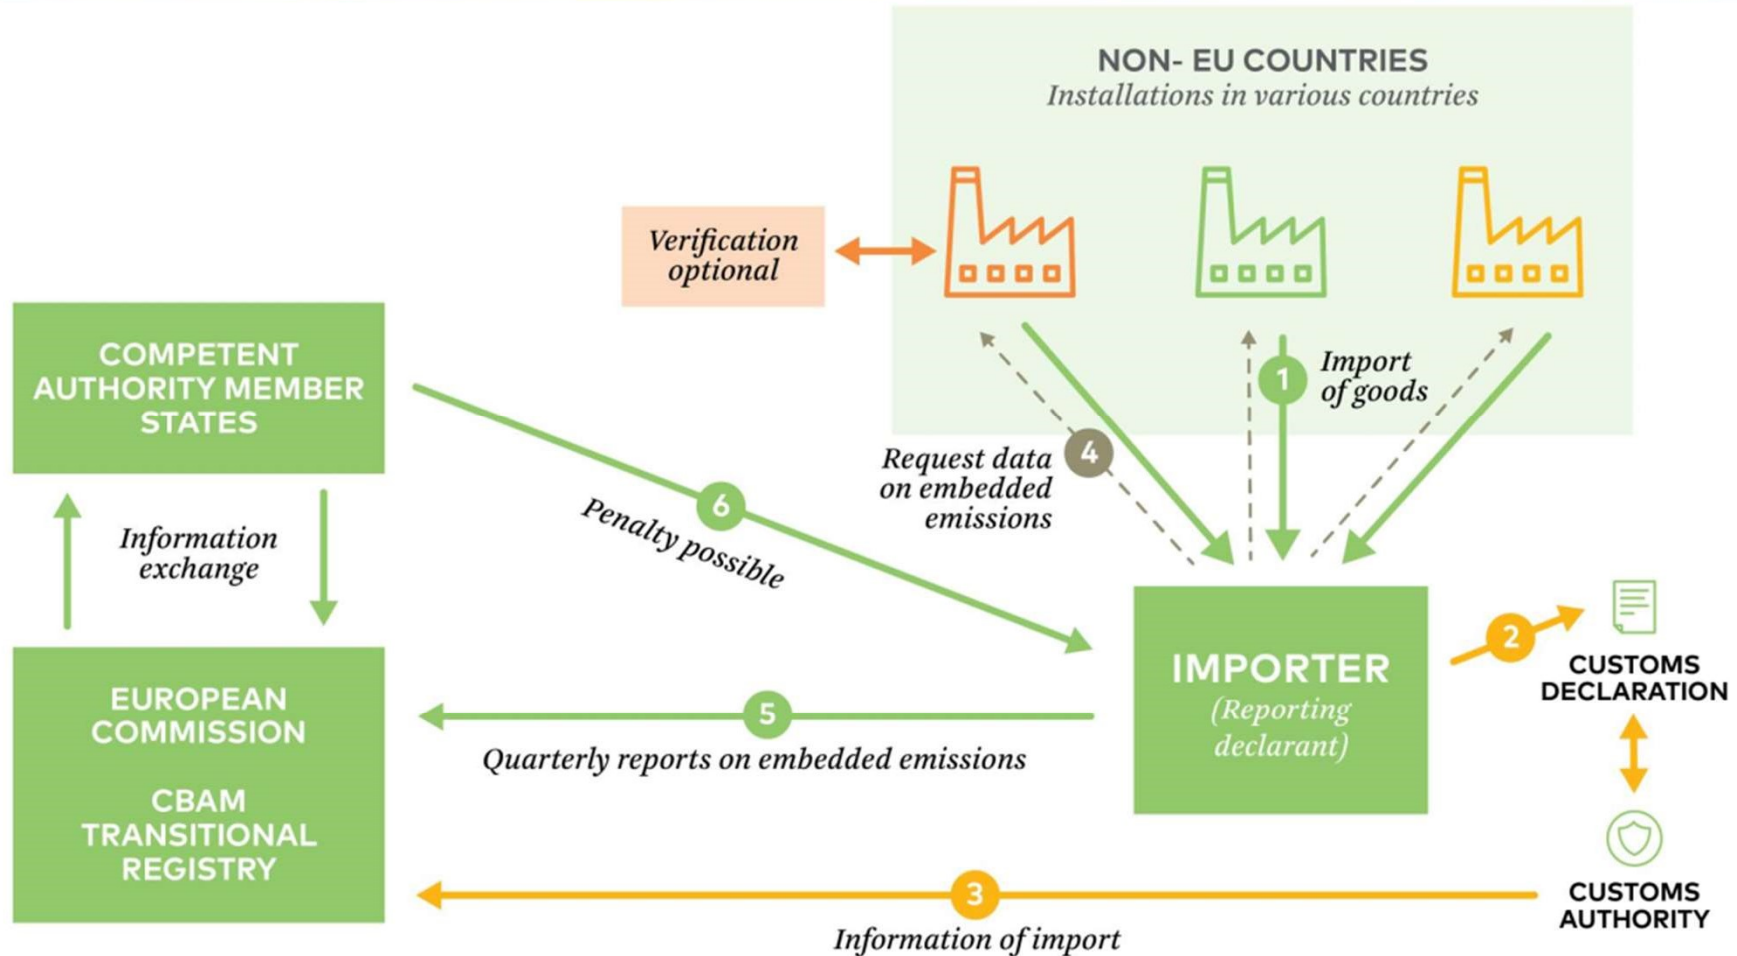 NON- EU COUNTRIES
Installations in various countries
Verification
optional
COMPETENT
AUTHORITY MEMBER
STATES
1
Import
of goods
4
Request data
on embedded
emissions
6
Penalty possible
Information
exchange
EUROPEAN
COMMISSION
CBAM
TRANSITIONAL
REGISTRY
5
Quarterly reports on embedded emissions
IMPORTER
(Reporting
declarant)
2
CUSTOMS
DECLARATION
3
Information of import
CUSTOMS
AUTHORITY